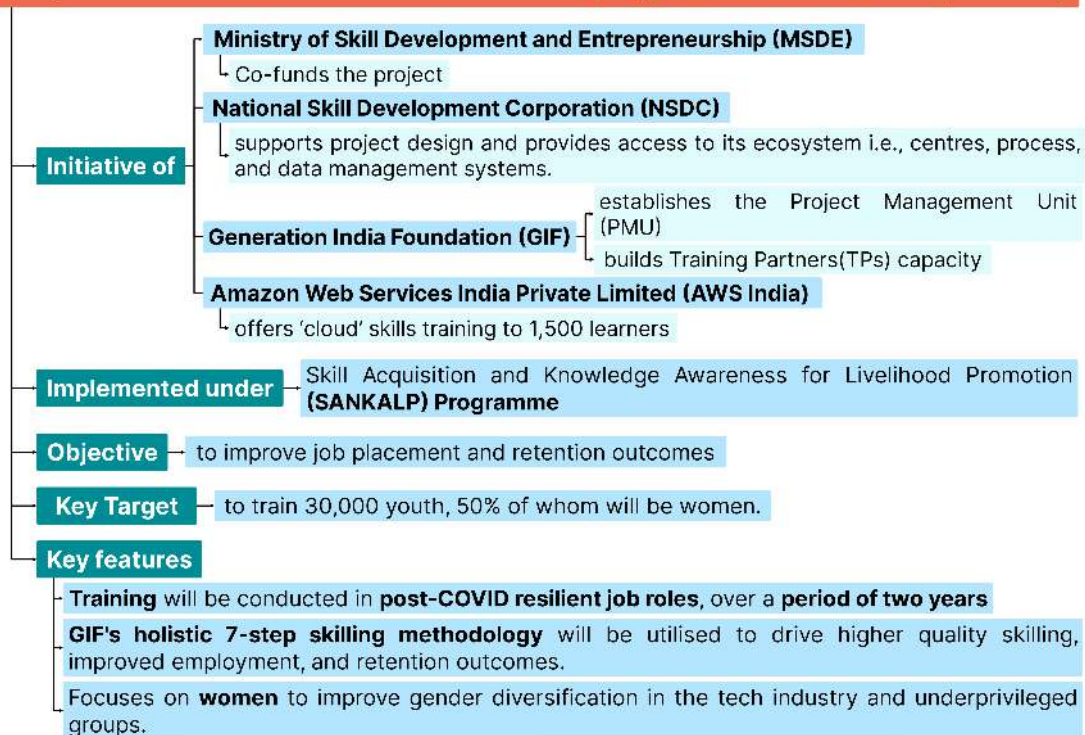 Ministry of Skill Development and Entrepreneurship (MSDE)
Co-funds the project
National Skill Development Corporation (NSDC)
supports project design and provides access to its ecosystem i.e., centres, process,
and data management systems.
Initiative of
establishes the Project Management Unit
(PMU)
Generation India Foundation (GIF)
builds Training Partners(TPs) capacity
Amazon Web Services India Private Limited (AWS India)
offers ‘cloud’ skills training to 1,500 learners
Implemented under
Skill Acquisition and Knowledge Awareness for Livelihood Promotion
(SANKALP) Programme
Objective
to improve job placement and retention outcomes
Key Target
to train 30,000 youth, 50% of whom will be women.
Key features
Training will be conducted in post-COVID resilient job roles, over a period of two years
GIF's holistic 7-step skilling methodology will be utilised to drive higher quality skilling,
improved employment, and retention outcomes.
Focuses on women to improve gender diversification in the tech industry and underprivileged
groups.